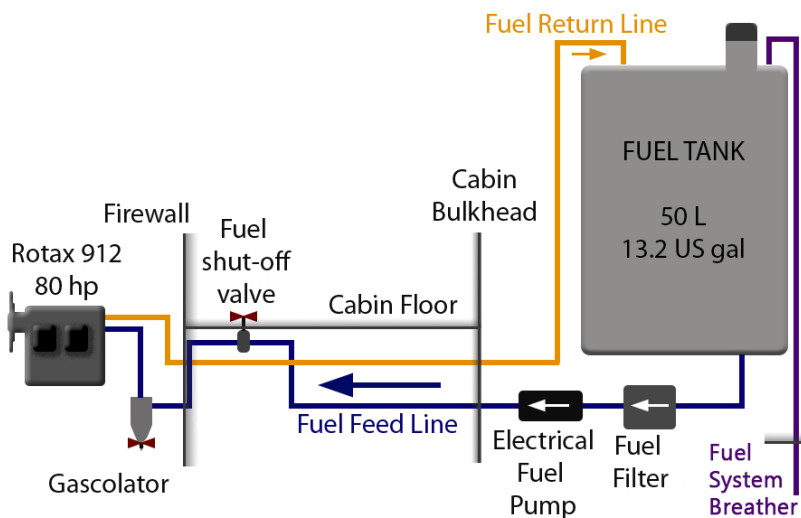 Fuel Return Line
FUEL TANK
50 L
13.2 US gal
Cabin
Bulkhead
Firewall
Fuel
shut-off
valve
Rotax 912
80 hp
Cabin Floor
Fuel Feed Line
Electrical
Fuel
Pump
Fuel
Filter
Fuel
System
Breather
Gascolator